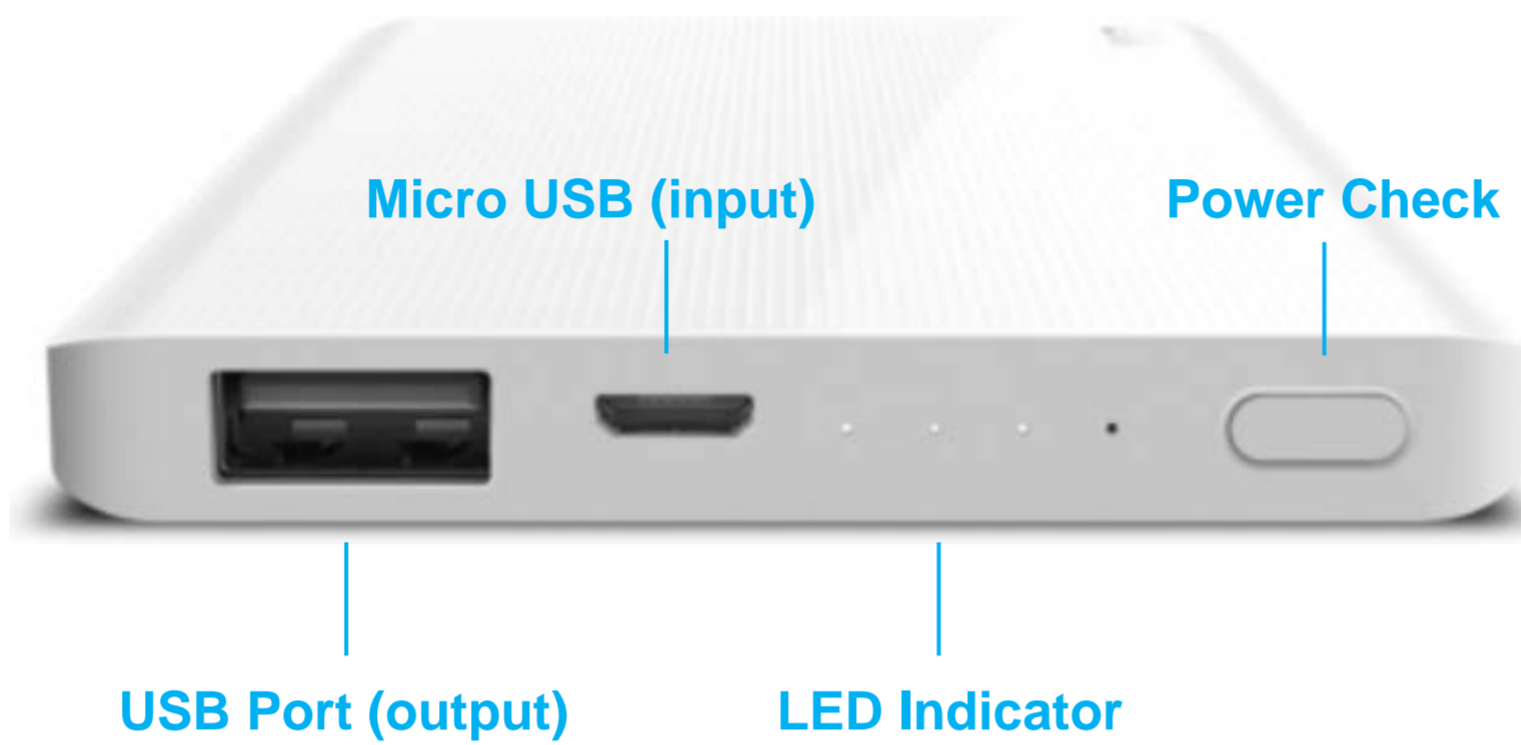 Micro USB (input)
Power Check
USB Port (output)
LED Indicator